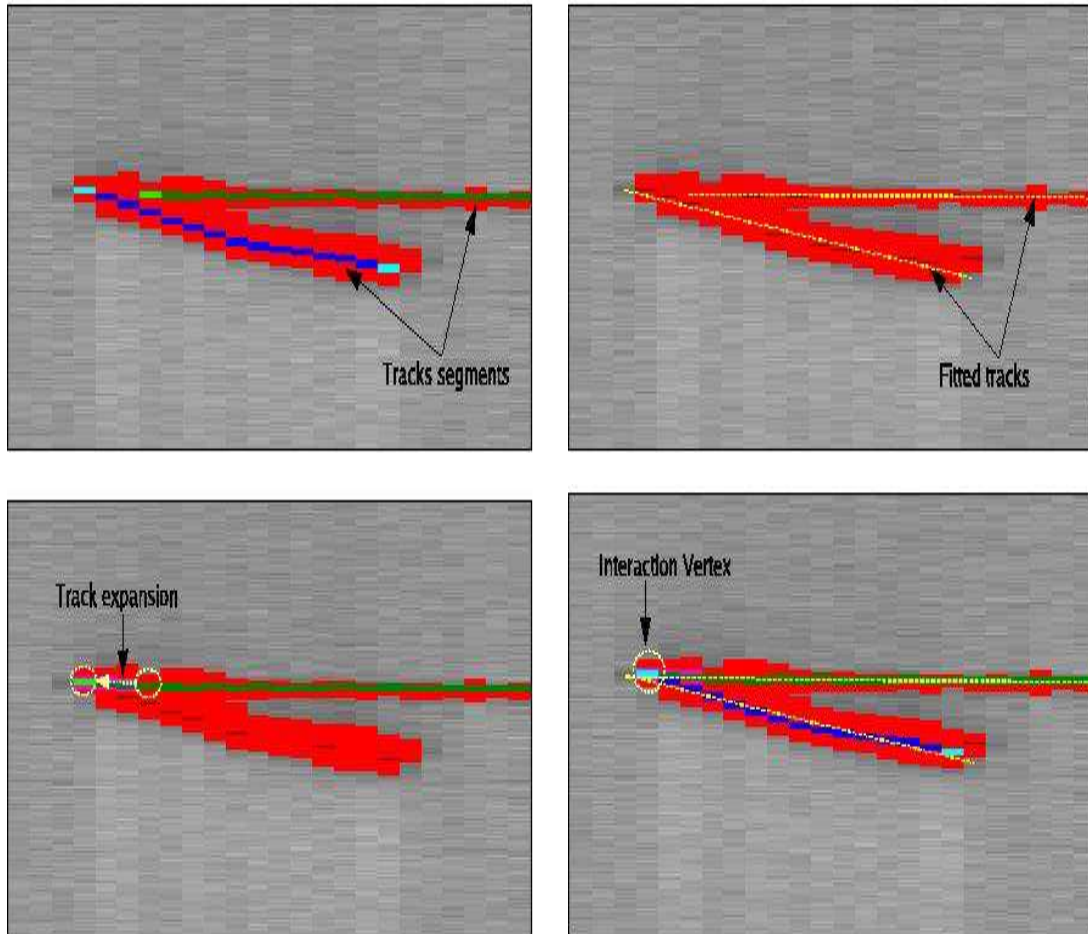 Tracks segments
Fitted tracks
Track expansion
Interaction Vertex